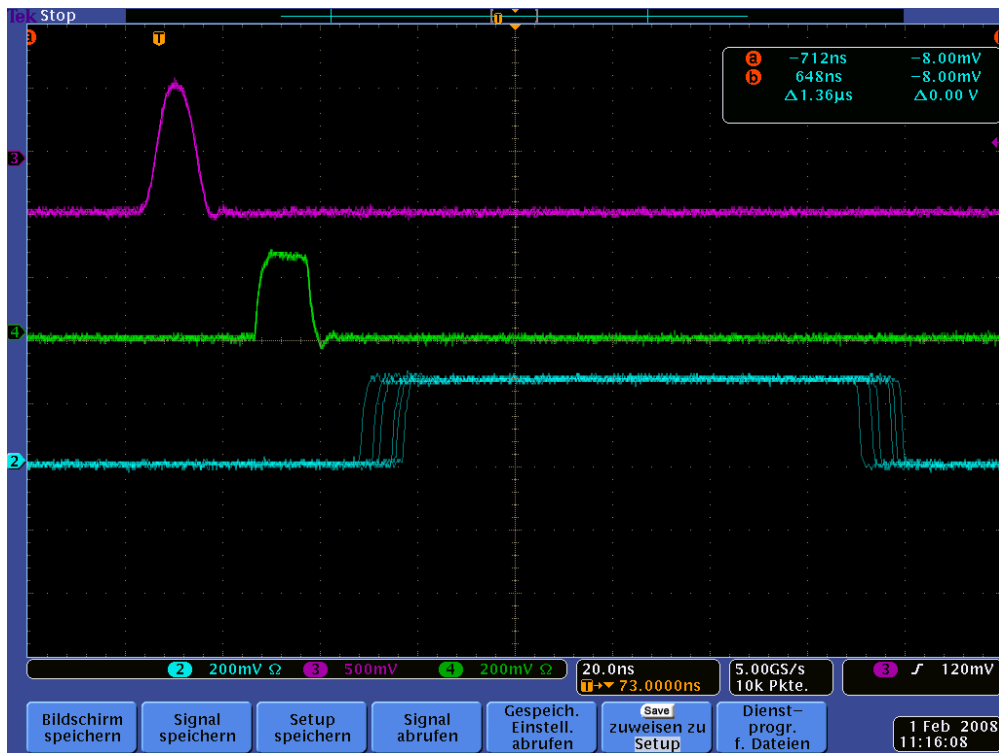 Tek Stop
a
T
T
a −712ns −8.00mV
b 648ns −8.00mV
Δ1.36µs Δ0.00 V
3
4
2
2 200mV Ω 3 500mV 4 200mV Ω
20.0ns
T→▼ 73.0000ns
5.00GS/s
10k Pkte.
3 ƒ 120mV
Bildschirm
speichern
Signal
speichern
Setup
speichern
Signal
abrufen
Gespeich.
Einstell.
abrufen
Save
zuweisen zu
Setup
Dienst−
progr.
f. Dateien
1 Feb 2008
11:16:08